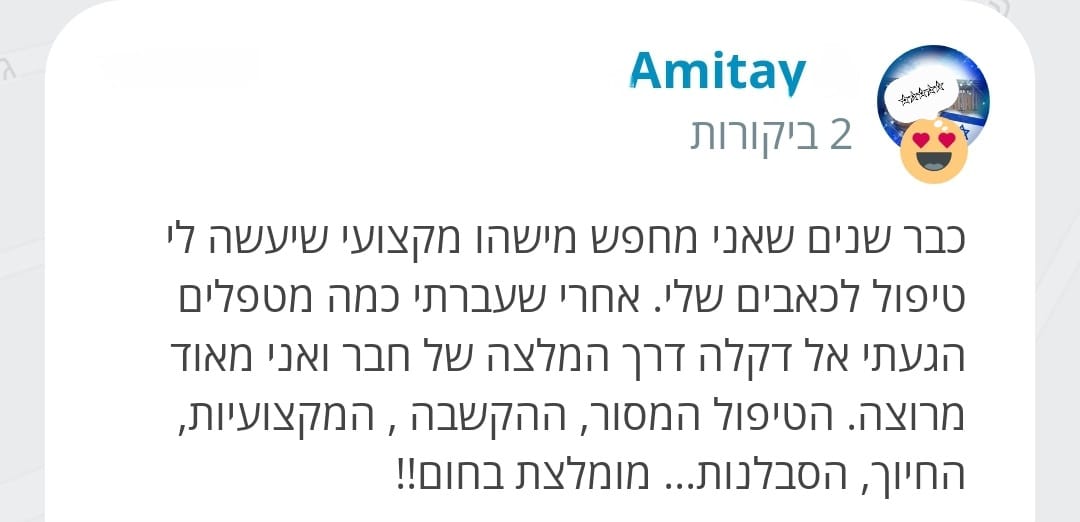 Amitay
2 ביקורות
כבר שנים שאני מחפש מישהו מקצועי שיעשה לי
טיפול לכאבים שלי. אחרי שעברתי כמה מטפלים
הגעתי אל דקלה דרך המלצה של חבר ואני מאוד
מרוצה. הטיפול המסור, ההקשבה , המקצועיות,
החיוך, הסבלנות... מומלצת בחום!!